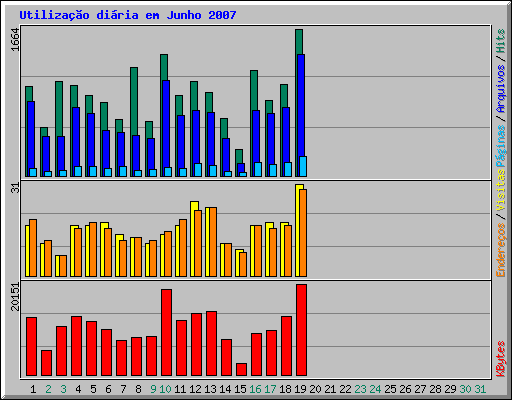 Utilização diária em Junho 2007
1664
31
20151
KBytes Endereços / Visitas Páginas / Arquivos / Hits
1 2 3 4 5 6 7 8 9 10 11 12 13 14 15 16 17 18 19 20 21 22 23 24 25 26 27 28 29 30 31